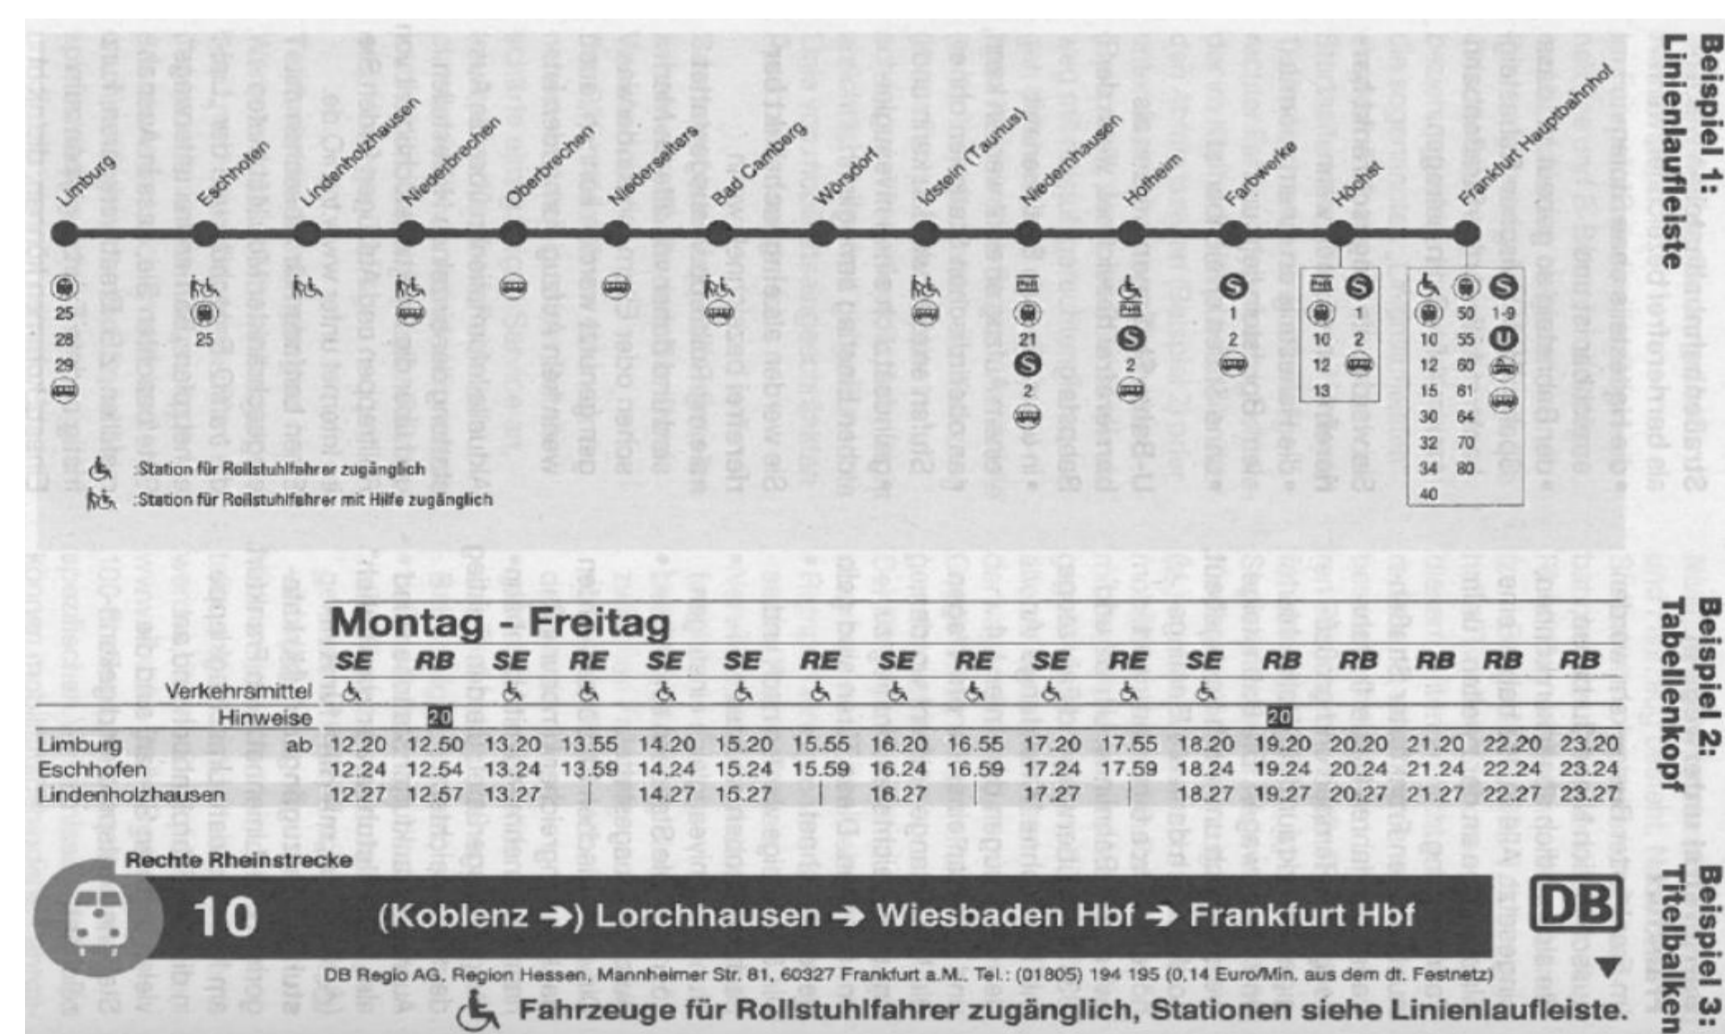 Beispiel 1:
Linienlaufleiste
Limburg
Eschhofen
Lindenholzhausen
Niederbrechen
Oberbrechen
Niederselters
Bad Camberg
Wörsdorf
Idstein (Taunus)
Niedernhausen
Hofheim
Farbwerke
Höchst
Frankfurt Hauptbahnhof
25
28
29
25
P+R
21
S
2
P+R
S
2
S
1
2
P+R
10
12
13
S
1
2
10
12
15
30
32
34
40
50
55
60
61
64
70
80
S
1-9
U
:Station für Rollstuhlfahrer zugänglich
:Station für Rollstuhlfahrer mit Hilfe zugänglich
Beispiel 2:
Tabellenkopf
Montag - Freitag
SE RB SE RE SE SE RE SE RE SE RE SE RB RB RB RB RB
Verkehrsmittel
Hinweise 20 20
Limburg ab 12.20 12.50 13.20 13.55 14.20 15.20 15.55 16.20 16.55 17.20 17.55 18.20 19.20 20.20 21.20 22.20 23.20
Eschhofen 12.24 12.54 13.24 13.59 14.24 15.24 15.59 16.24 16.59 17.24 17.59 18.24 19.24 20.24 21.24 22.24 23.24
Lindenholzhausen 12.27 12.57 13.27 | 14.27 15.27 | 16.27 | 17.27 | 18.27 19.27 20.27 21.27 22.27 23.27
Beispiel 3:
Titelbalken
Rechte Rheinstrecke
10 (Koblenz ➔) Lorchhausen ➔ Wiesbaden Hbf ➔ Frankfurt Hbf
DB
DB Regio AG, Region Hessen, Mannheimer Str. 81, 60327 Frankfurt a.M., Tel.: (01805) 194 195 (0,14 Euro/Min. aus dem dt. Festnetz)
Fahrzeuge für Rollstuhlfahrer zugänglich, Stationen siehe Linienlaufleiste.